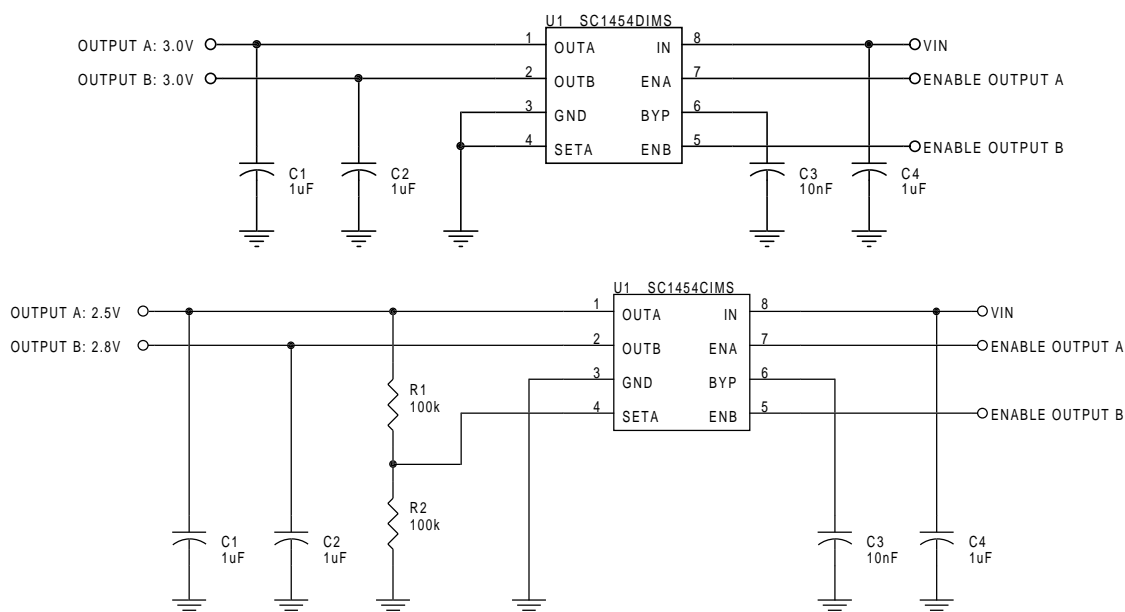 U1 SC1454DIMS
OUTPUT A: 3.0V 1 OUTA IN 8 VIN
OUTPUT B: 3.0V 2 OUTB ENA 7 ENABLE OUTPUT A
3 GND BYP 6
4 SETA ENB 5 ENABLE OUTPUT B
C1 C2 C3 C4
1uF 1uF 10nF 1uF
U1 SC1454CIMS
OUTPUT A: 2.5V 1 OUTA IN 8 VIN
OUTPUT B: 2.8V 2 OUTB ENA 7 ENABLE OUTPUT A
3 GND BYP 6
R1
100k
4 SETA ENB 5 ENABLE OUTPUT B
R2
100k
C1 C2 C3 C4
1uF 1uF 10nF 1uF